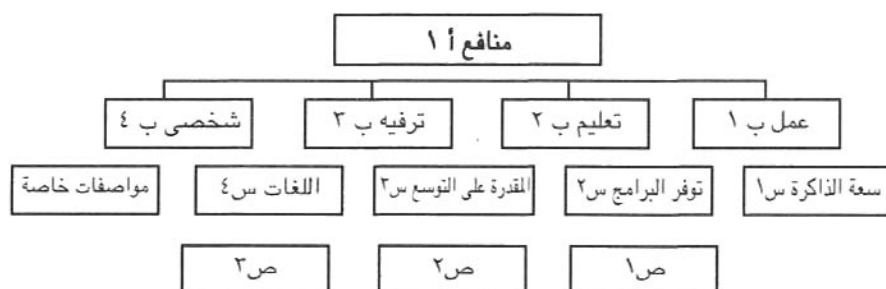 منافع أ ١
عمل ب ١ تعليم ب ٢ ترفيه ب ٣ شخصى ب ٤
سعة الذاكرة س١ توفر البرامج س٢ المقدرة على التوسع س٣ اللغات س٤ مواصفات خاصة
ص١ ص٢ ص٣